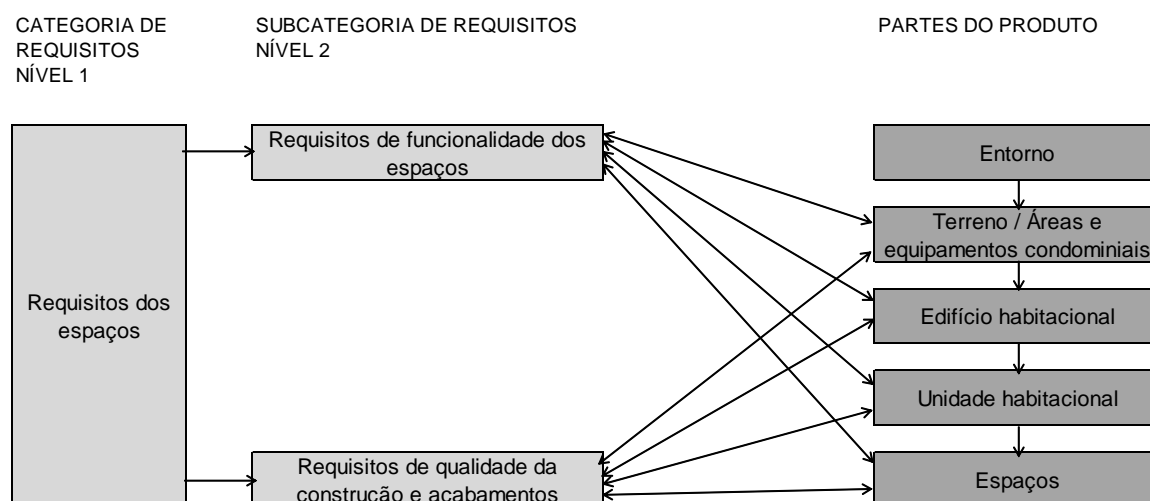 CATEGORIA DE
REQUISITOS
NÍVEL 1
SUBCATEGORIA DE REQUISITOS
NÍVEL 2
PARTES DO PRODUTO
Requisitos dos
espaços
Requisitos de funcionalidade dos
espaços
Requisitos de qualidade da
construção e acabamentos
Entorno
Terreno / Áreas e
equipamentos condominiais
Edifício habitacional
Unidade habitacional
Espaços